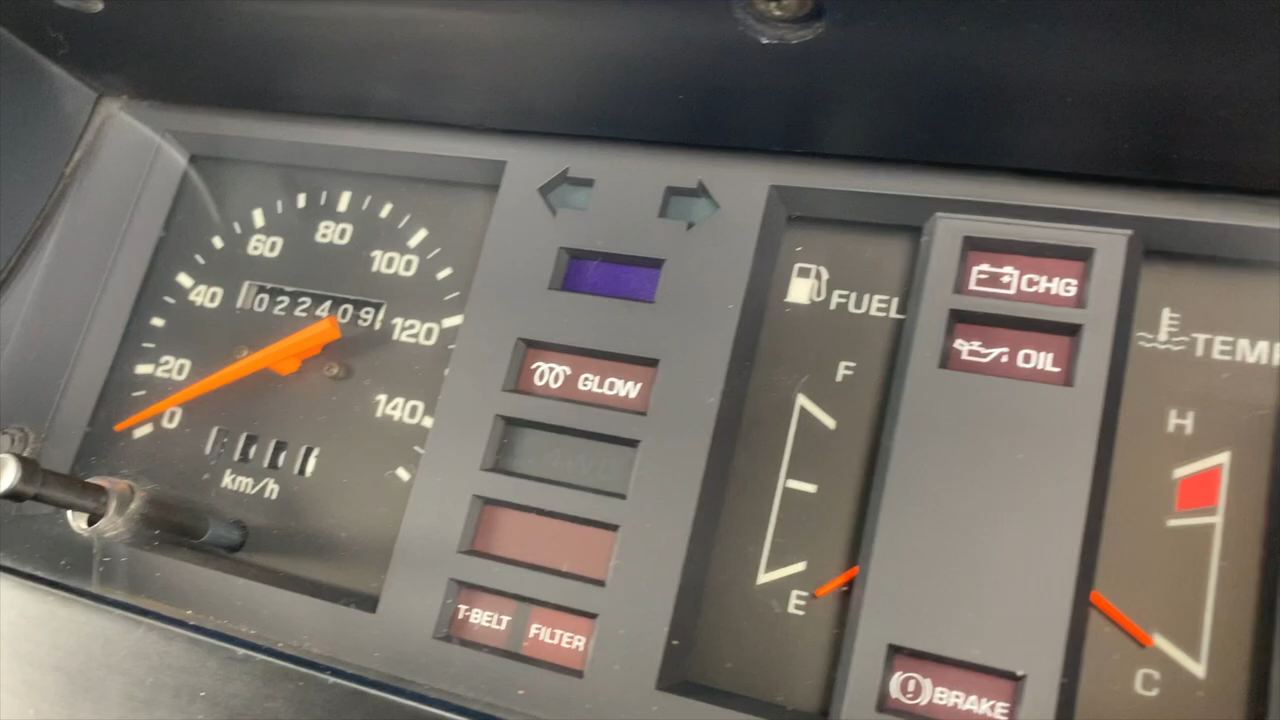 80
60
100
40
022409
120
20
0
140
km/h
GLOW
4WD
T-BELT FILTER
FUEL
F
E
CHG
OIL
BRAKE
TEMP
H
C